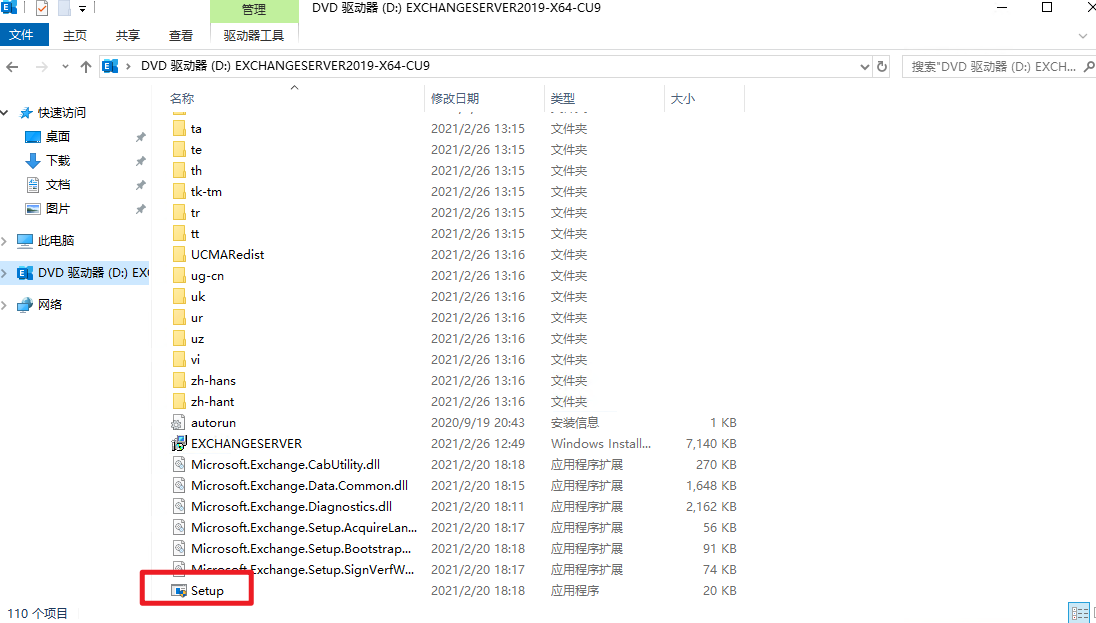 管理
DVD 驱动器 (D:) EXCHANGESERVER2019-X64-CU9
文件 主页 共享 查看 驱动器工具
DVD 驱动器 (D:) EXCHANGESERVER2019-X64-CU9
搜索"DVD 驱动器 (D:) EXCH...
名称 修改日期 类型 大小
快速访问
桌面
下载
文档
图片
此电脑
DVD 驱动器 (D:) EX
网络
ta 2021/2/26 13:15 文件夹
te 2021/2/26 13:15 文件夹
th 2021/2/26 13:15 文件夹
tk-tm 2021/2/26 13:15 文件夹
tr 2021/2/26 13:15 文件夹
tt 2021/2/26 13:15 文件夹
UCMARedist 2021/2/26 13:16 文件夹
ug-cn 2021/2/26 13:16 文件夹
uk 2021/2/26 13:16 文件夹
ur 2021/2/26 13:16 文件夹
uz 2021/2/26 13:16 文件夹
vi 2021/2/26 13:16 文件夹
zh-hans 2021/2/26 13:16 文件夹
zh-hant 2021/2/26 13:16 文件夹
autorun 2020/9/19 20:43 安装信息 1 KB
EXCHANGESERVER 2021/2/26 12:49 Windows Install... 7,140 KB
Microsoft.Exchange.CabUtility.dll 2021/2/20 18:18 应用程序扩展 270 KB
Microsoft.Exchange.Data.Common.dll 2021/2/20 18:15 应用程序扩展 1,648 KB
Microsoft.Exchange.Diagnostics.dll 2021/2/20 18:11 应用程序扩展 2,162 KB
Microsoft.Exchange.Setup.AcquireLan... 2021/2/20 18:17 应用程序扩展 56 KB
Microsoft.Exchange.Setup.Bootstrap... 2021/2/20 18:18 应用程序扩展 91 KB
Microsoft.Exchange.Setup.SignVerfW... 2021/2/20 18:17 应用程序扩展 74 KB
Setup 2021/2/20 18:18 应用程序 20 KB
110 个项目